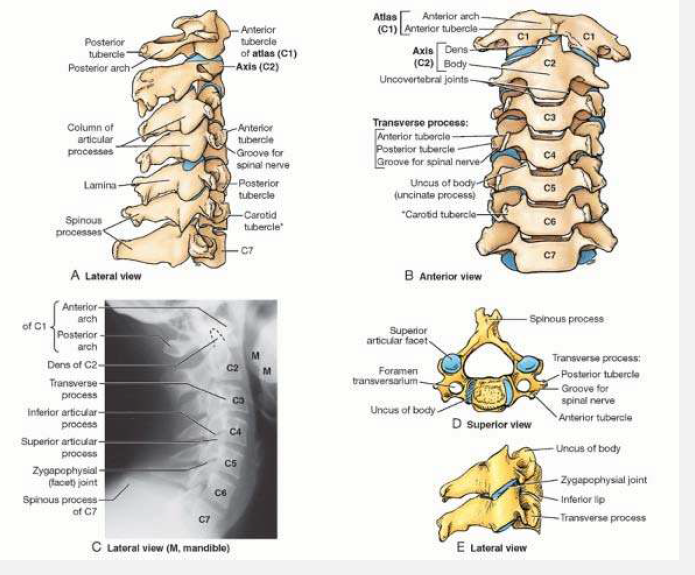 Posterior
tubercle
Posterior arch
Column of
articular
processes
Lamina
Spinous
processes
Anterior
tubercle
of atlas (C1)
Axis (C2)
Anterior
tubercle
Groove for
spinal nerve
Posterior
tubercle
Carotid
tubercle*
C7
A Lateral view
Atlas
(C1)
Anterior arch
Anterior tubercle
Axis
(C2)
Dens
Body
Uncovertebral joints
Transverse process:
Anterior tubercle
Posterior tubercle
Groove for spinal nerve
Uncus of body
(uncinate process)
*Carotid tubercle
C1
C1
C2
C3
C4
C5
C6
C7
B Anterior view
of C1
Anterior
arch
Posterior
arch
Dens of C2
Transverse
process
Inferior articular
process
Superior articular
process
Zygapophysial
(facet) joint
Spinous process
of C7
M
M
C2
C3
C4
C5
C6
C7
C Lateral view (M, mandible)
Spinous process
Superior
articular facet
Foramen
transversarium
Uncus of body
Transverse process:
Posterior tubercle
Groove for
spinal nerve
Anterior tubercle
D Superior view
Uncus of body
Zygapophysial joint
Inferior lip
Transverse process
E Lateral view